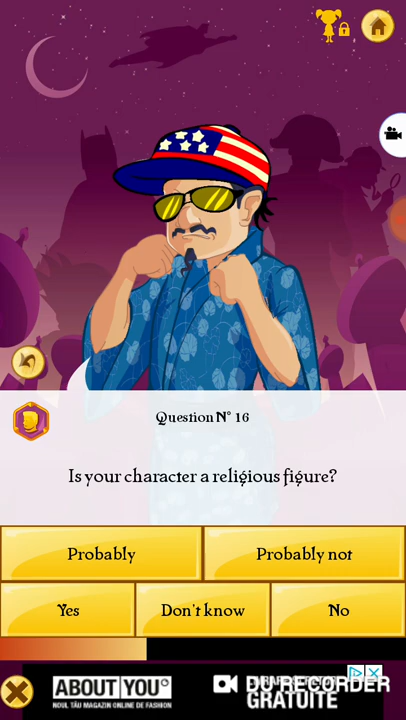 Question N° 16
Is your character a religious figure?
Probably
Probably not
Yes
Don't know
No
ABOUT YOU°
NOUL TĂU MAGAZIN ONLINE DE FASHION
DU RECORDER
GRATUITE